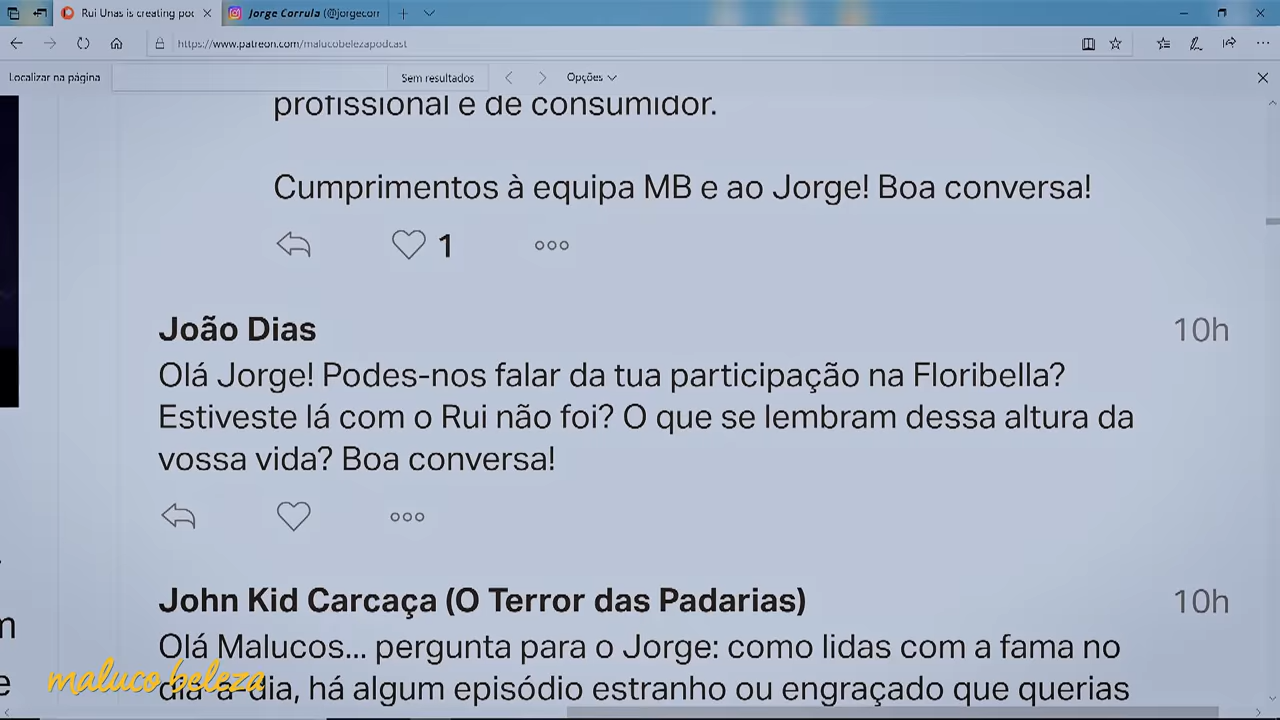 Rui Unas is creating poc
Jorge Corrula (@jorgecorr
https://www.patreon.com/malucobelezapodcast
Localizar na página
Sem resultados
Opções
profissional e de consumidor.
Cumprimentos à equipa MB e ao Jorge! Boa conversa!
1
João Dias
10h
Olá Jorge! Podes-nos falar da tua participação na Floribella?
Estiveste lá com o Rui não foi? O que se lembram dessa altura da
vossa vida? Boa conversa!
John Kid Carcaça (O Terror das Padarias)
10h
Olá Malucos... pergunta para o Jorge: como lidas com a fama no
dia-a-dia, há algum episódio estranho ou engraçado que querias
maluco beleza